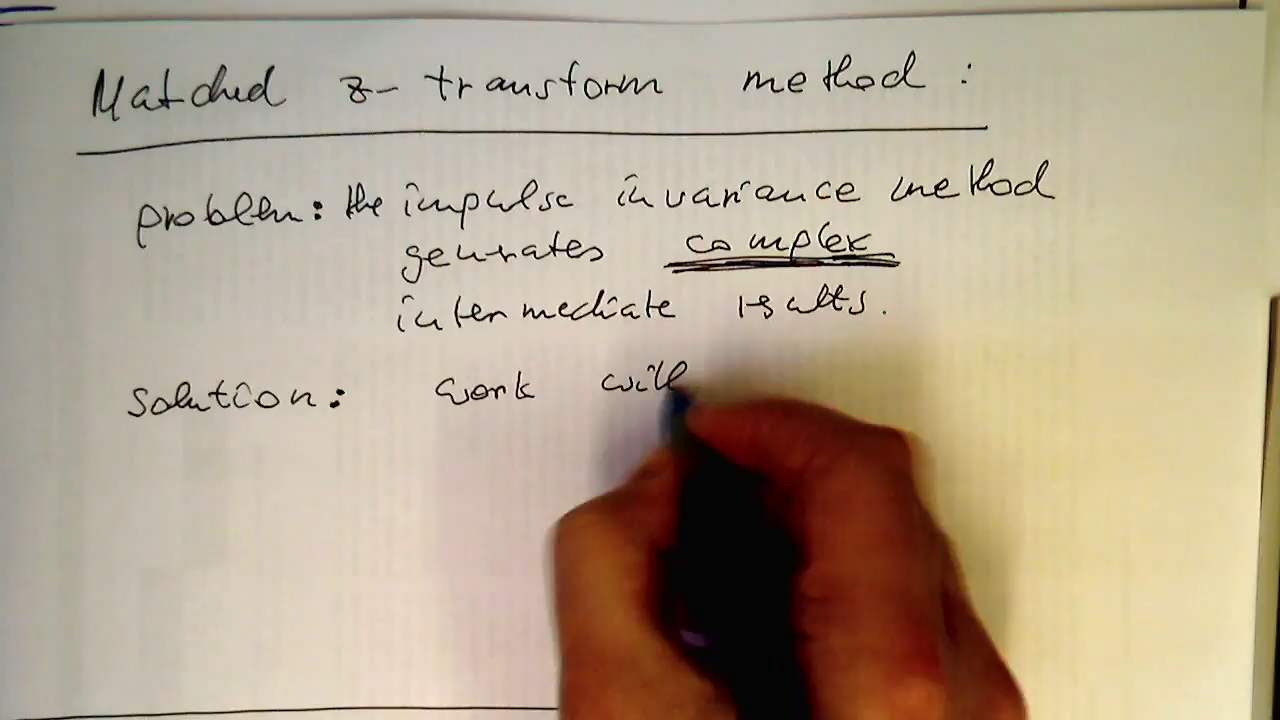 Matched z-transform method :
problem: the impulse invariance method
generates complex
intermediate results.
solution: work with